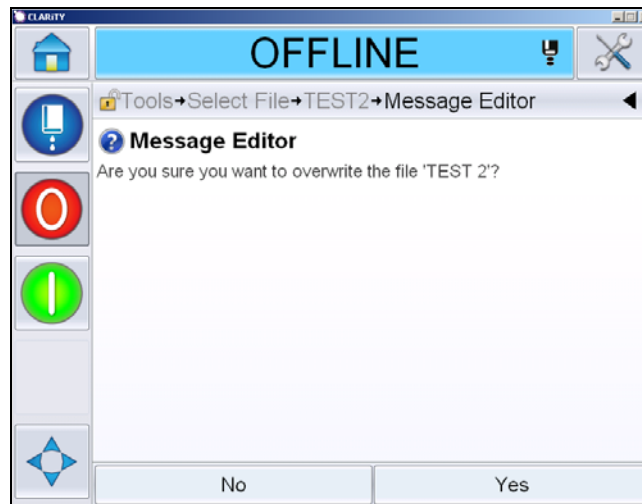 CLARiTY
OFFLINE
Tools→Select File→TEST2→Message Editor
Message Editor
Are you sure you want to overwrite the file 'TEST 2'?
No
Yes